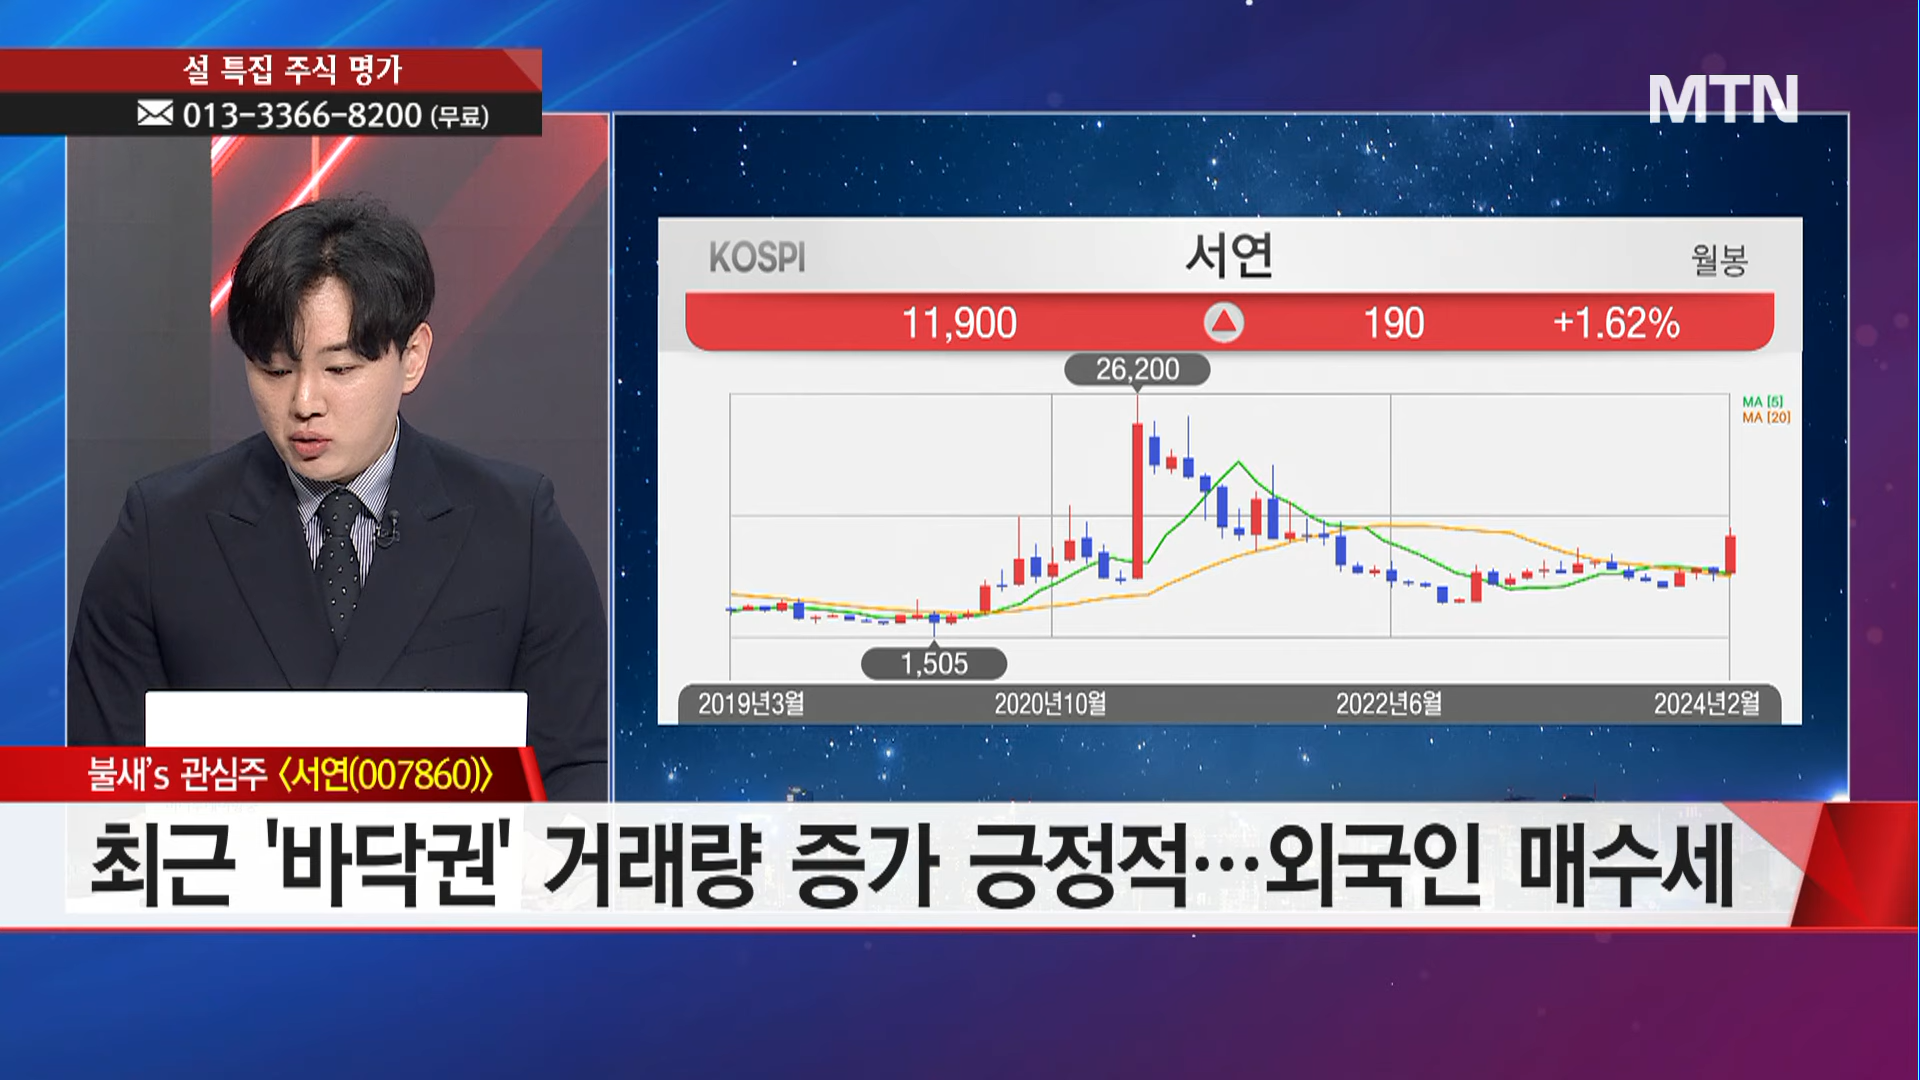 설 특집 주식 명가
013-3366-8200 (무료)
MTN
KOSPI 서연 월봉
11,900 190 +1.62%
26,200
MA [5]
MA [20]
1,505
2019년3월 2020년10월 2022년6월 2024년2월
불새's 관심주 <서연(007860)>
최근 '바닥권' 거래량 증가 긍정적…외국인 매수세